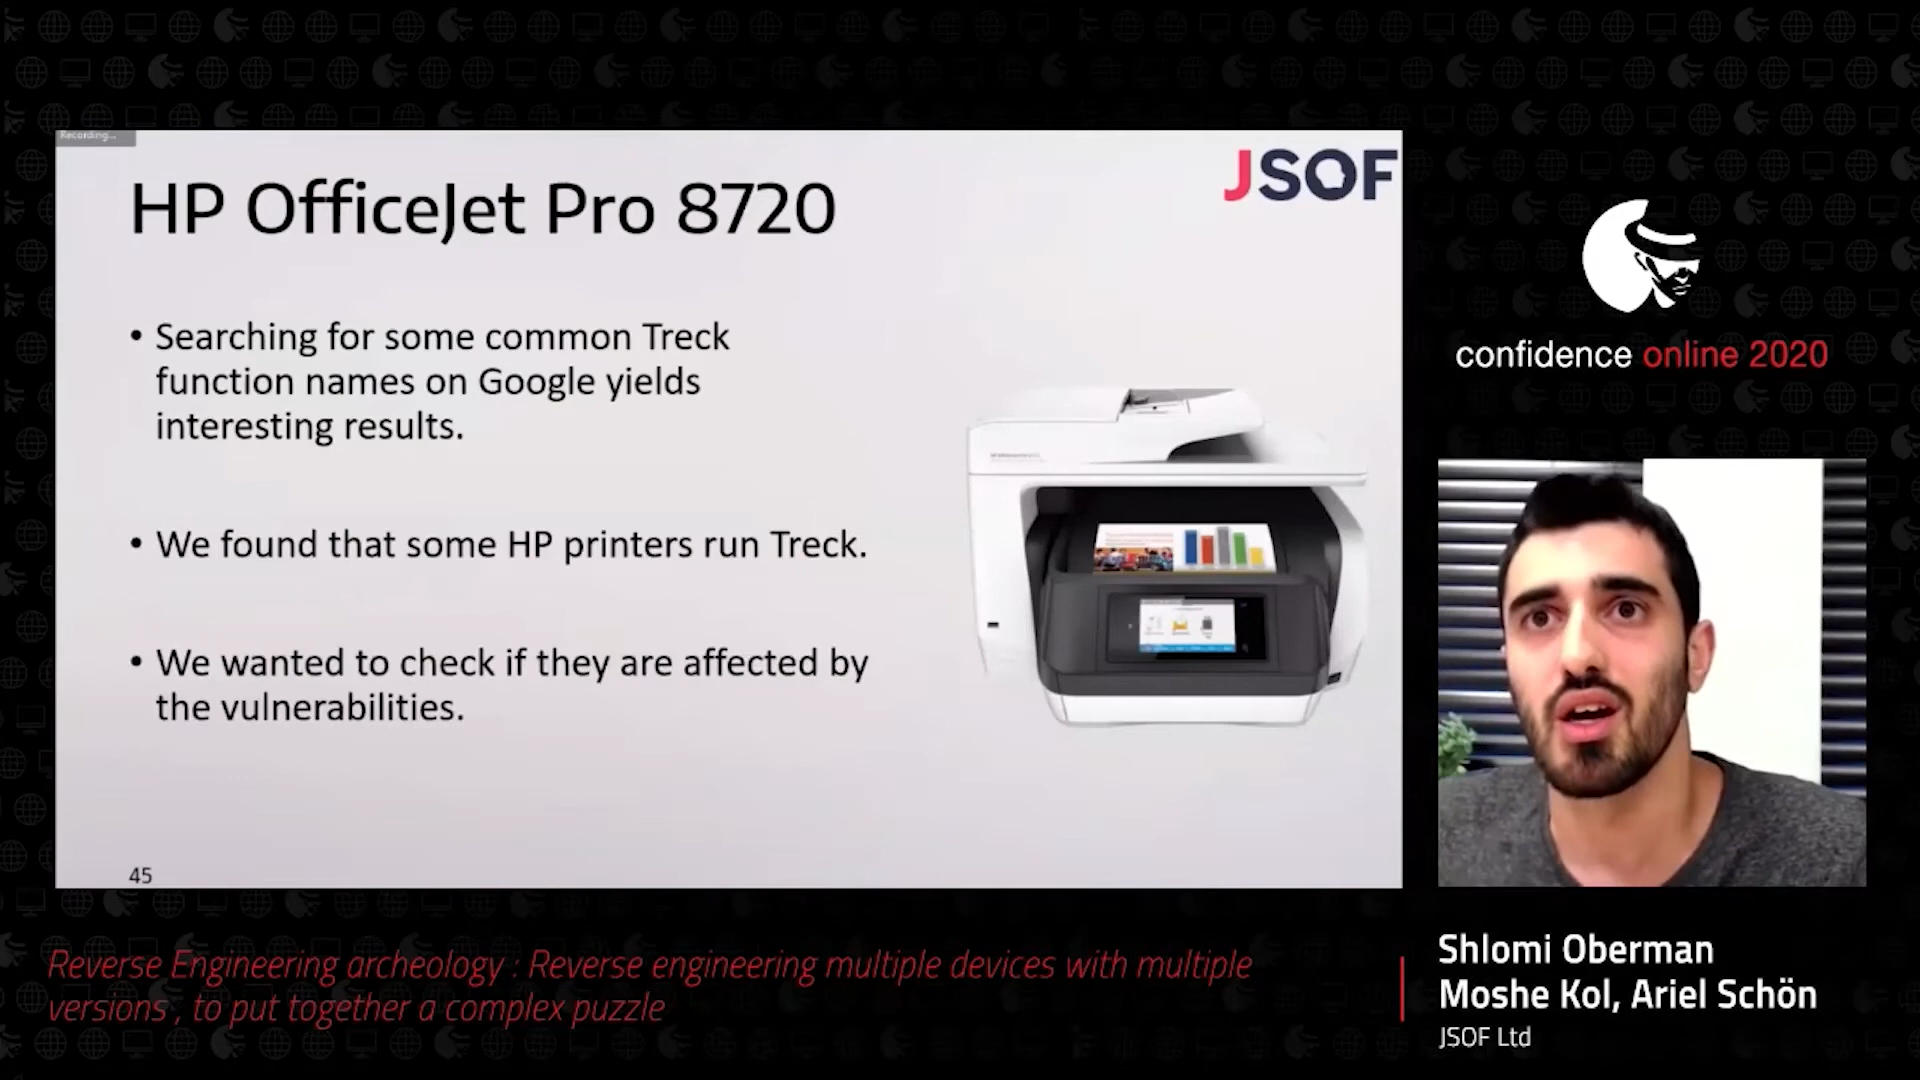 Recording...
JSOF
HP OfficeJet Pro 8720
• Searching for some common Treck
function names on Google yields
interesting results.
• We found that some HP printers run Treck.
• We wanted to check if they are affected by
the vulnerabilities.
45
confidence online 2020
Reverse Engineering archeology : Reverse engineering multiple devices with multiple
versions , to put together a complex puzzle
Shlomi Oberman
Moshe Kol, Ariel Schön
JSOF Ltd